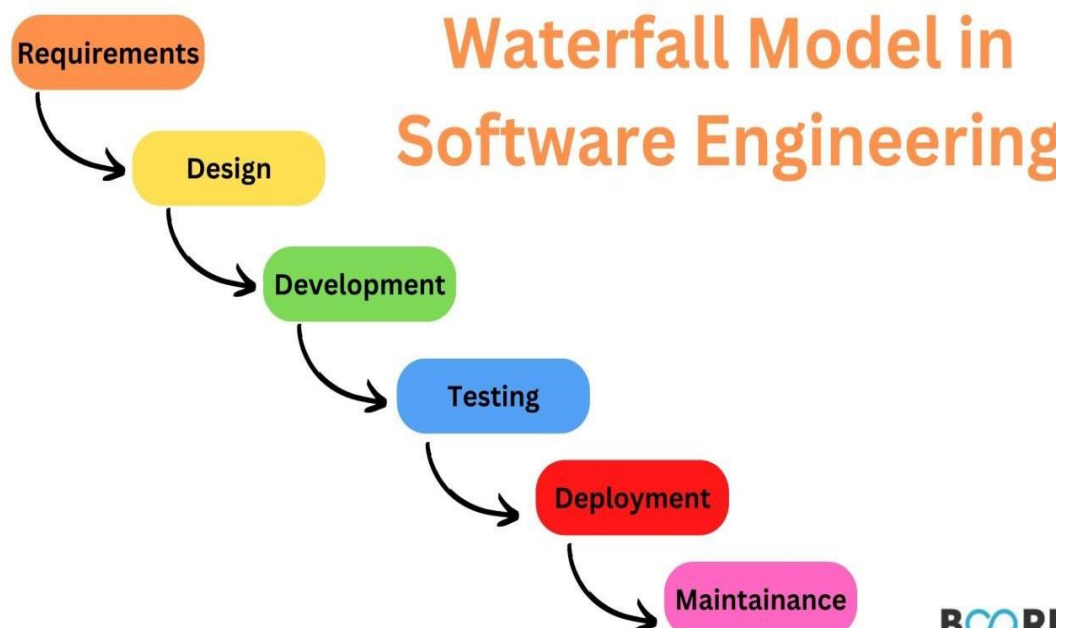 Waterfall Model in
Software Engineering
Requirements
Design
Development
Testing
Deployment
Maintainance